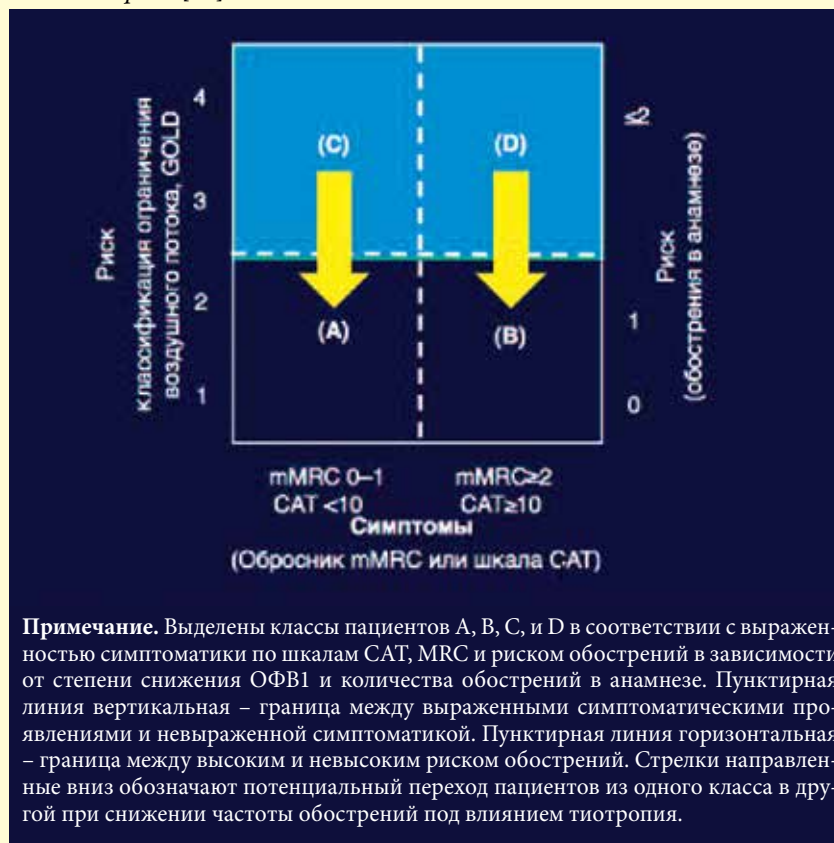 4
(C)
(D)
≤2
3
2
(A)
(B)
1
1
0
Риск
классификация ограничения
воздушного потока, GOLD
Риск
(обострения в анамнезе)
mMRC 0–1
mMRC≥2
CAT <10
CAT≥10
Симптомы
(Обросник mMRC или шкала CAT)
Примечание. Выделены классы пациентов A, B, C, и D в соответствии с выражен-
ностью симптоматики по шкалам CAT, MRC и риском обострений в зависимости
от степени снижения ОФВ1 и количества обострений в анамнезе. Пунктирная
линия вертикальная – граница между выраженными симптоматическими про-
явлениями и невыраженной симптоматикой. Пунктирная линия горизонтальная
– граница между высоким и невысоким риском обострений. Стрелки направлен-
ные вниз обозначают потенциальный переход пациентов из одного класса в дру-
гой при снижении частоты обострений под влиянием тиотропия.